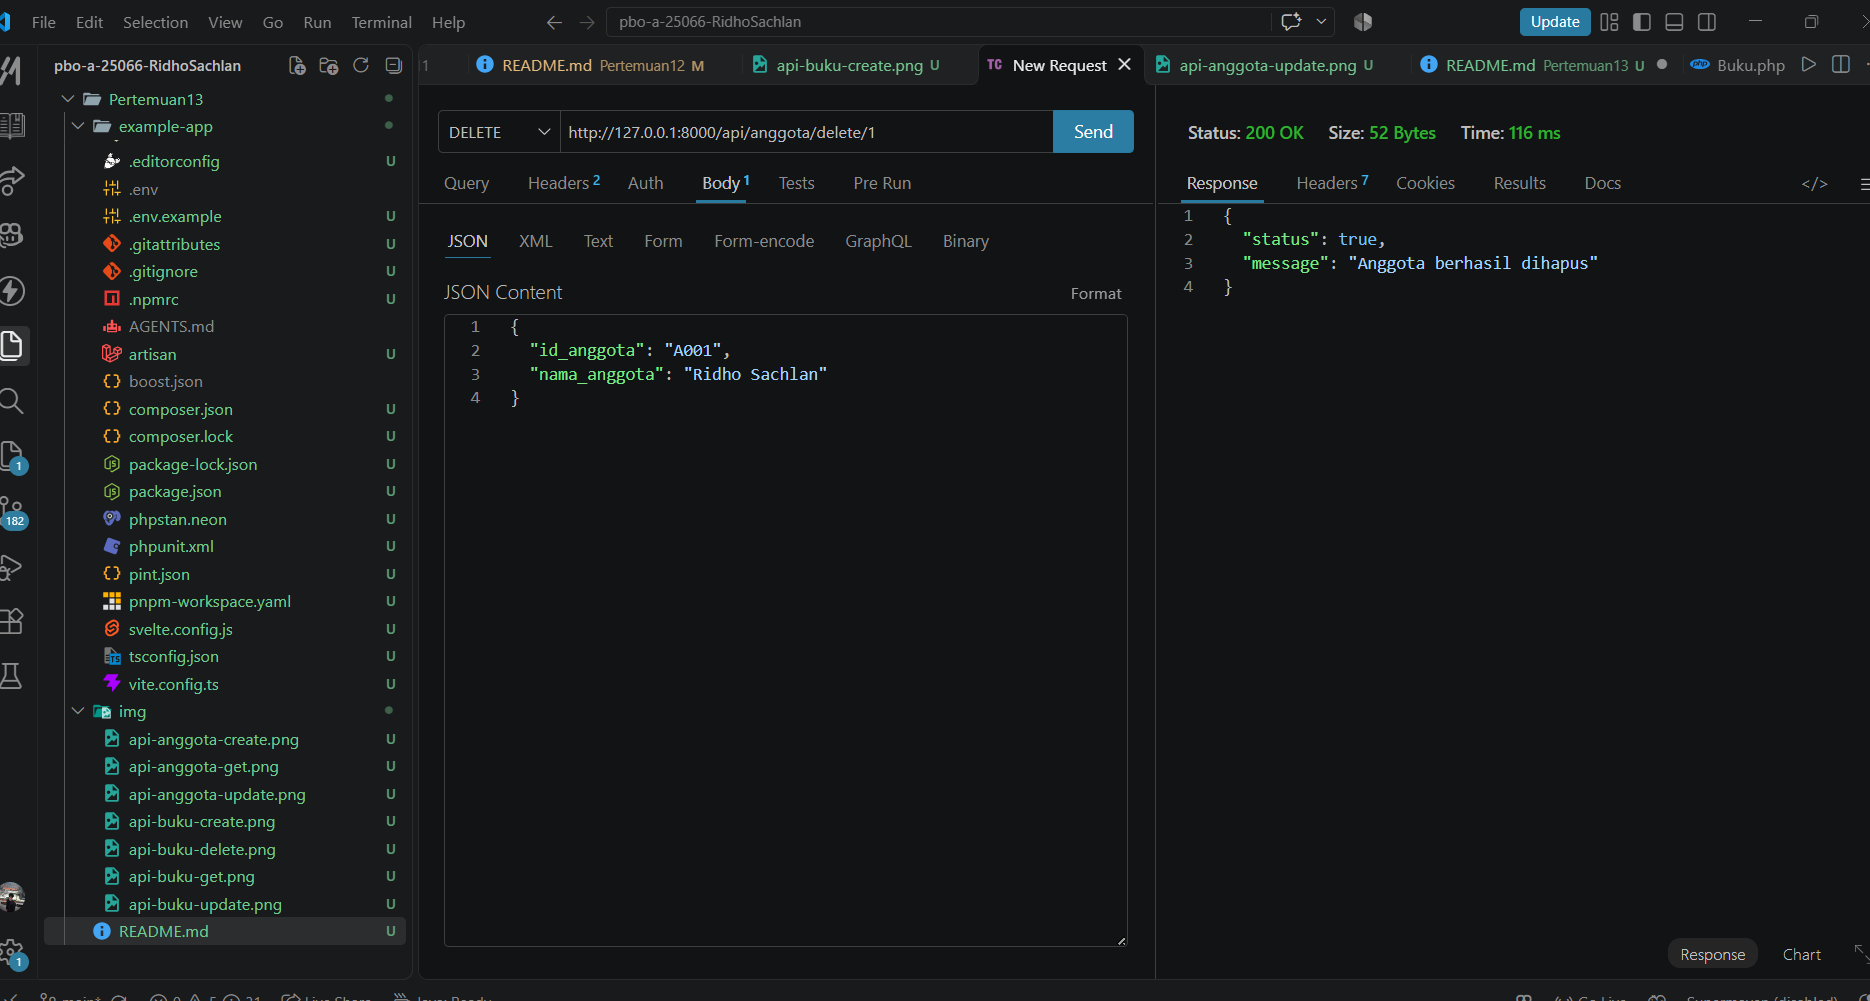 File Edit Selection View Go Run Terminal Help
pbo-a-25066-RidhoSachlan
Update
pbo-a-25066-RidhoSachlan
Pertemuan13
example-app
.editorconfig U
.env
.env.example U
.gitattributes U
.gitignore U
.npmrc U
AGENTS.md
artisan U
boost.json
composer.json U
composer.lock U
package-lock.json U
package.json U
phpstan.neon U
phpunit.xml U
pint.json U
pnpm-workspace.yaml U
svelte.config.js U
tsconfig.json U
vite.config.ts U
img
api-anggota-create.png U
api-anggota-get.png U
api-anggota-update.png U
api-buku-create.png U
api-buku-delete.png U
api-buku-get.png U
api-buku-update.png U
README.md U
1
182
1
1 README.md Pertemuan12 M api-buku-create.png U TC New Request api-anggota-update.png U README.md Pertemuan13 U php Buku.php
DELETE http://127.0.0.1:8000/api/anggota/delete/1 Send
Query Headers 2 Auth Body 1 Tests Pre Run
JSON XML Text Form Form-encode GraphQL Binary
JSON Content Format
1 {
2 "id_anggota": "A001",
3 "nama_anggota": "Ridho Sachlan"
4 }
Status: 200 OK Size: 52 Bytes Time: 116 ms
Response Headers 7 Cookies Results Docs </>
1 {
2 "status": true,
3 "message": "Anggota berhasil dihapus"
4 }
Response Chart